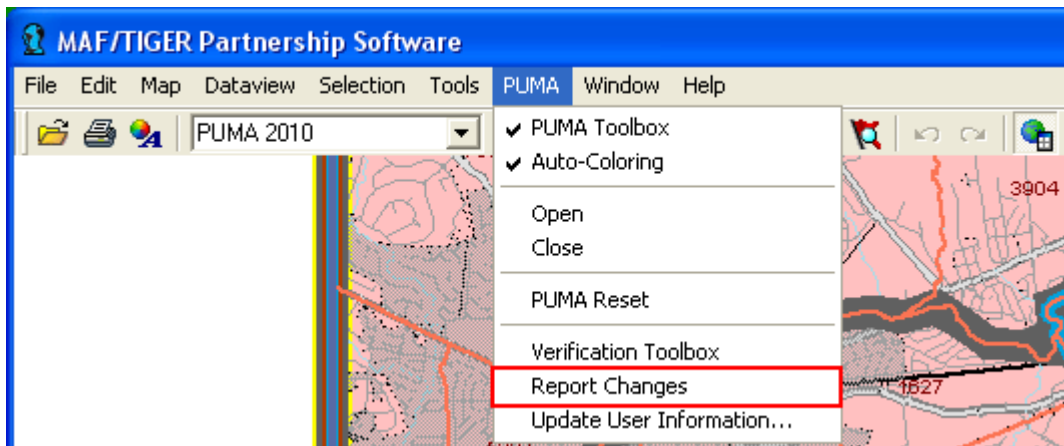 MAF/TIGER Partnership Software
File Edit Map Dataview Selection Tools PUMA Window Help
PUMA 2010
PUMA Toolbox
Auto-Coloring
Open
Close
PUMA Reset
Verification Toolbox
Report Changes
Update User Information...
3904
1627